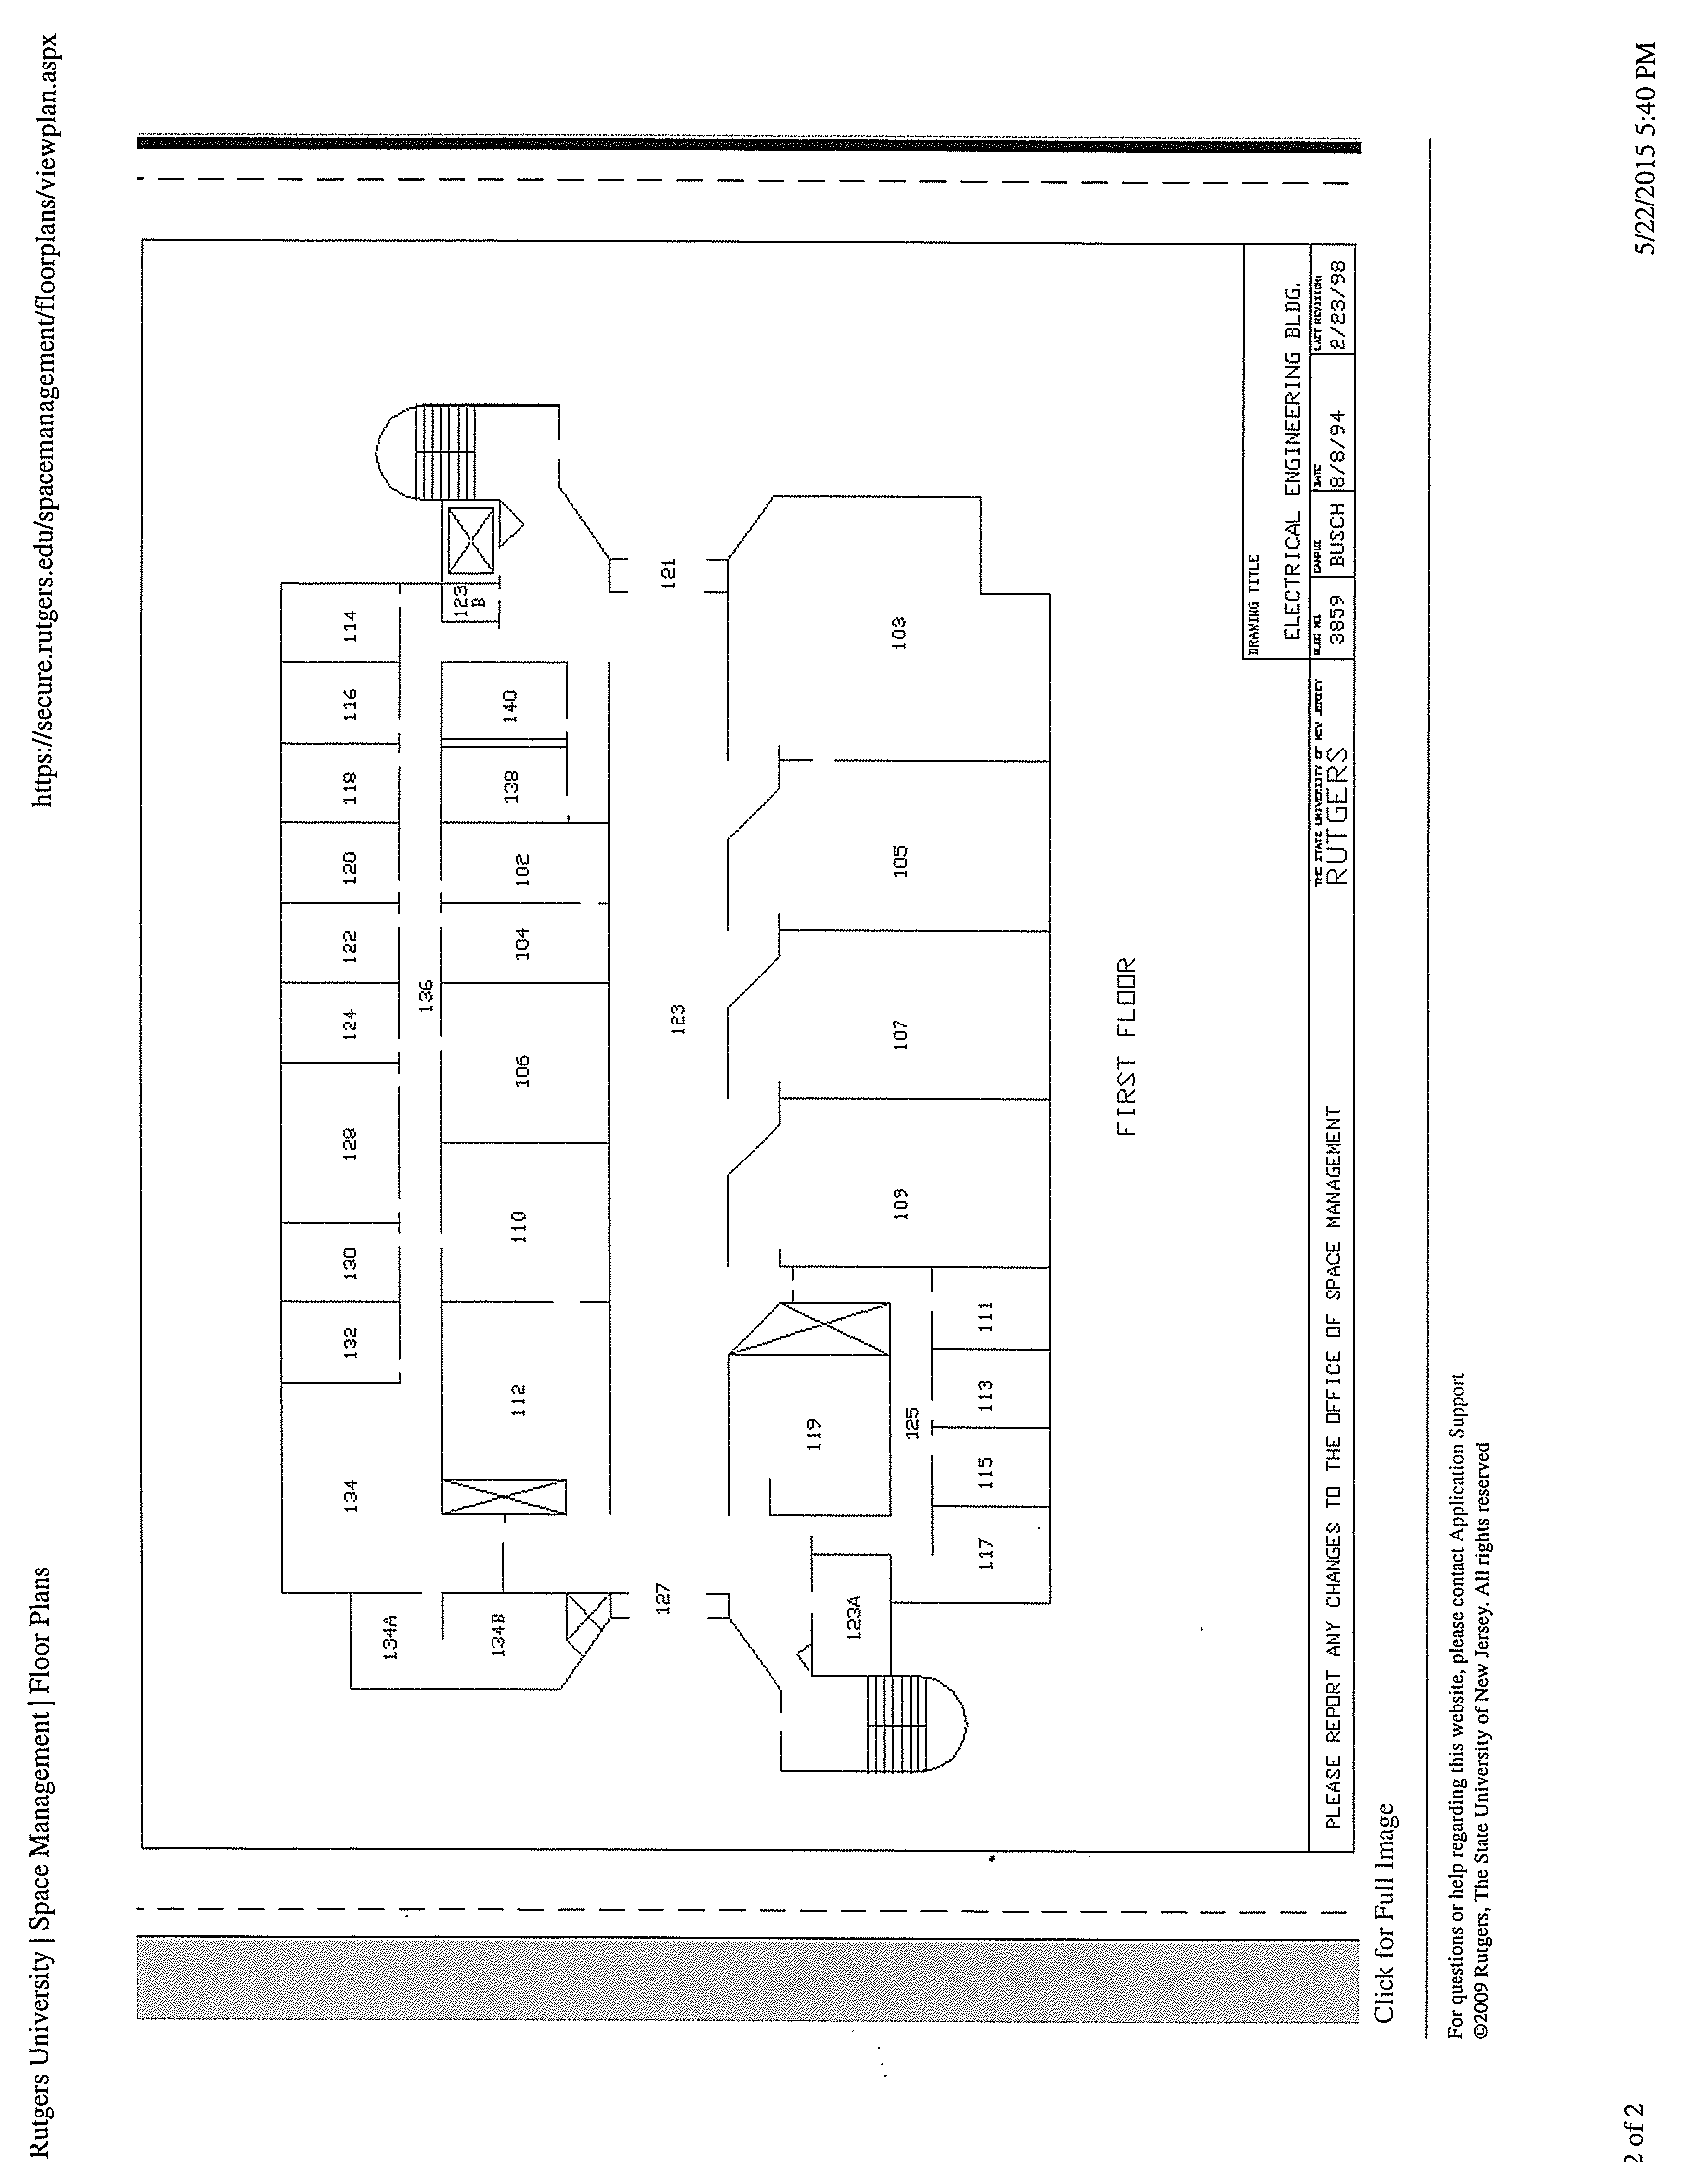 Rutgers University | Space Management | Floor Plans
https://secure.rutgers.edu/spacemanagement/floorplans/viewplan.aspx
134
132
130
128
124
122
120
118
116
114
134A
136
123
B
134B
112
110
106
104
102
138
140
127
123
121
123A
119
125
117
115
113
111
109
107
105
103
FIRST FLOOR
DRAWING TITLE
ELECTRICAL ENGINEERING BLDG.
PLEASE REPORT ANY CHANGES TO THE OFFICE OF SPACE MANAGEMENT
THE STATE UNIVERSITY OF NEW JERSEY
RUTGERS
BLDG NO:
3859
CAMPUS
BUSCH
DATE
8/8/94
LAST REVISION:
2/23/98
Click for Full Image
For questions or help regarding this website, please contact Application Support
©2009 Rutgers, The State University of New Jersey. All rights reserved
2 of 2
5/22/2015 5:40 PM